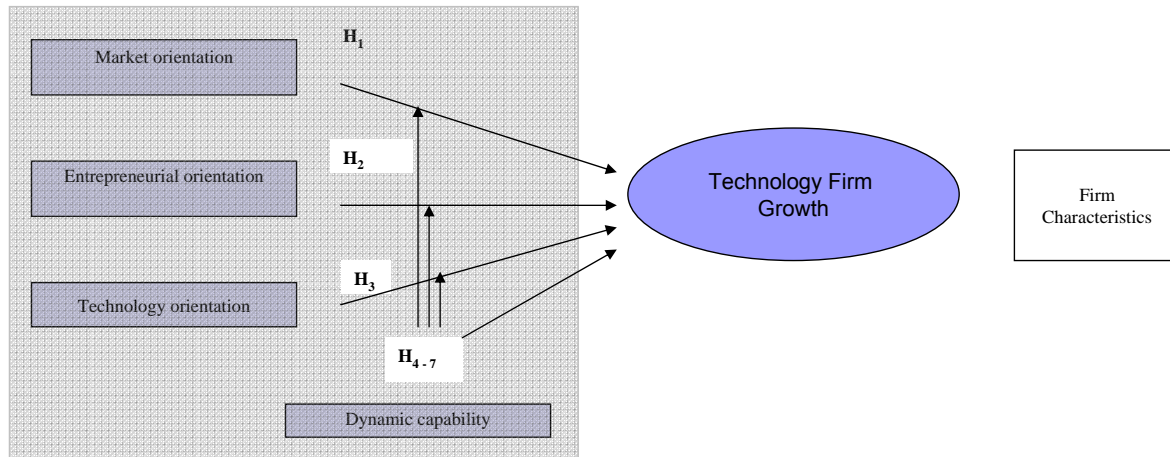 H1
Market orientation
H2
Entrepreneurial orientation
H3
Technology orientation
H4 - 7
Dynamic capability
Technology Firm
Growth
Firm
Characteristics